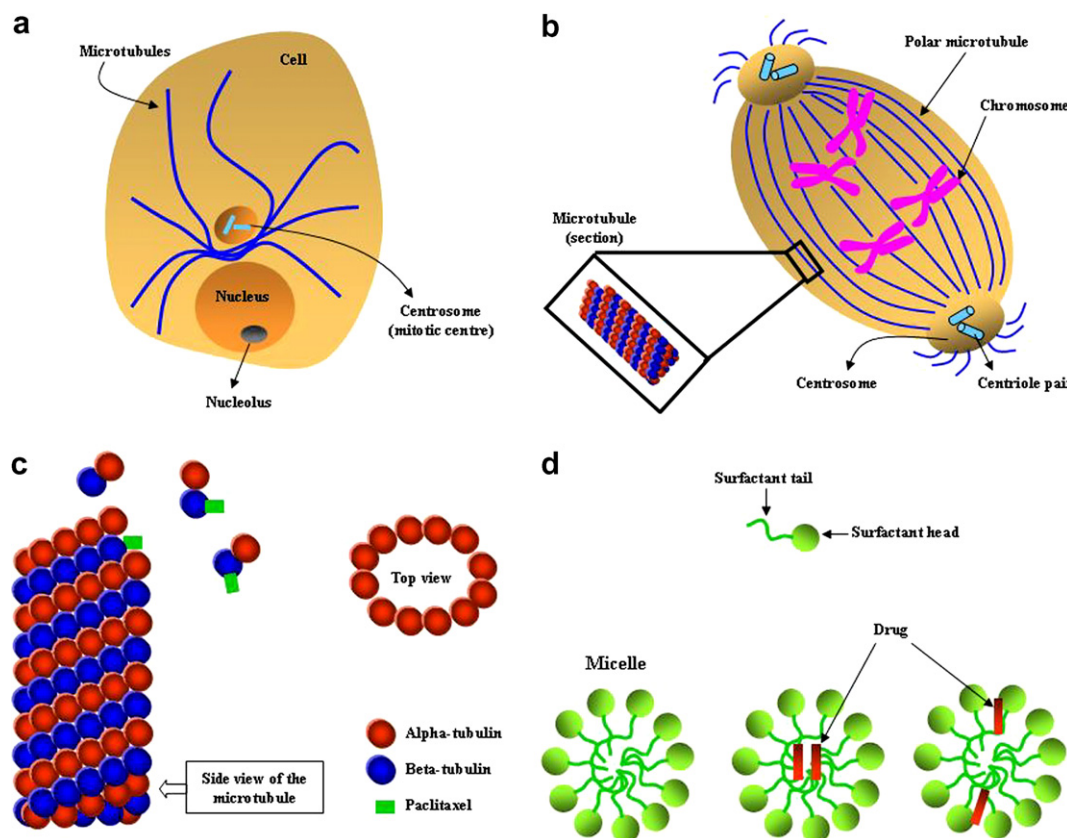 a
Microtubules
Cell
Nucleus
Centrosome
(mitotic centre)
Nucleolus
b
Polar microtubule
Chromosome
Microtubule
(section)
Centrosome
Centriole pair
c
Top view
Alpha-tubulin
Beta-tubulin
Paclitaxel
Side view of the
microtubule
d
Surfactant tail
Surfactant head
Drug
Micelle